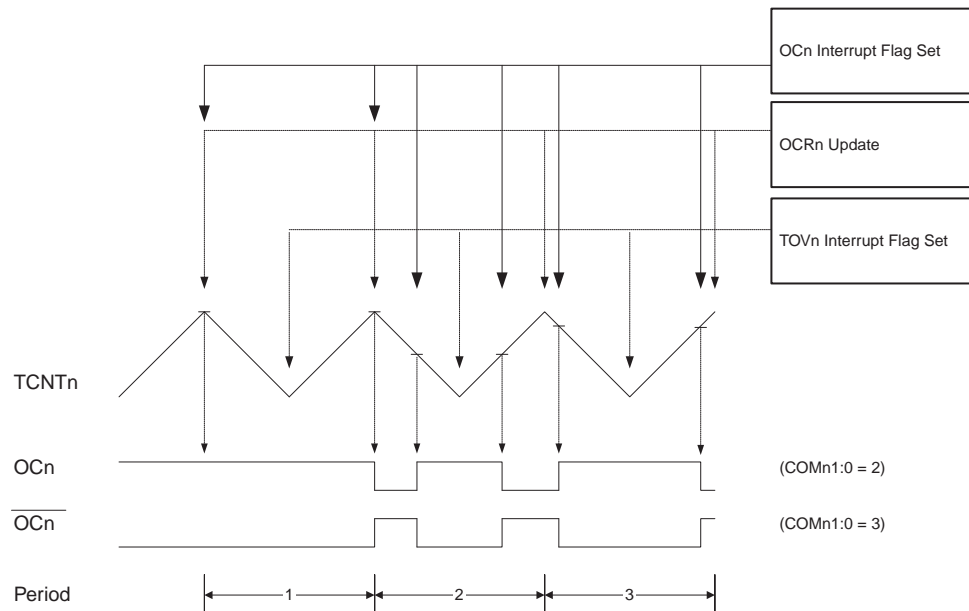 OCn Interrupt Flag Set
OCRn Update
TOVn Interrupt Flag Set
TCNTn
OCn
(COMn1:0 = 2)
OCn
(COMn1:0 = 3)
Period
1
2
3